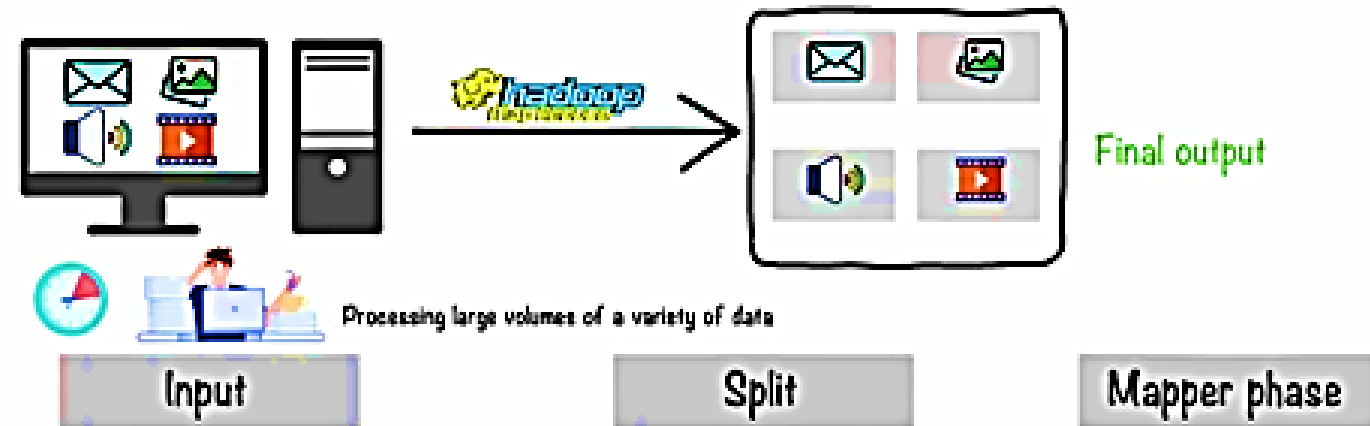 hadoop
Final output
Processing large volumes of a variety of data
Input
Split
Mapper phase